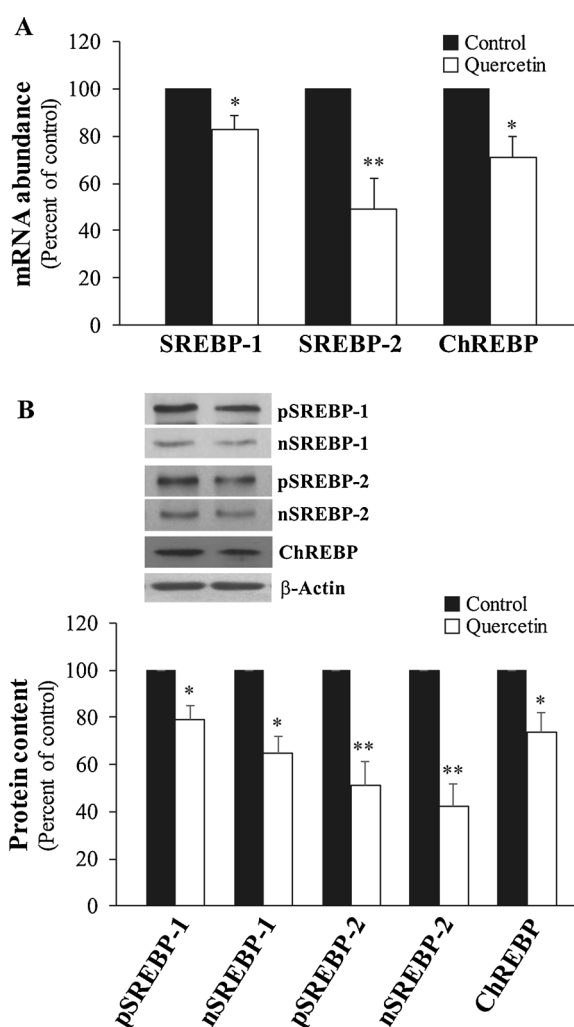 A
120
100
80
60
40
20
0
mRNA abundance
(Percent of control)
Control
Quercetin
*
**
*
SREBP-1 SREBP-2 ChREBP
B
pSREBP-1
nSREBP-1
pSREBP-2
nSREBP-2
ChREBP
β-Actin
120
100
80
60
40
20
0
Protein content
(Percent of control)
Control
Quercetin
*
*
**
**
*
pSREBP-1
nSREBP-1
pSREBP-2
nSREBP-2
ChREBP